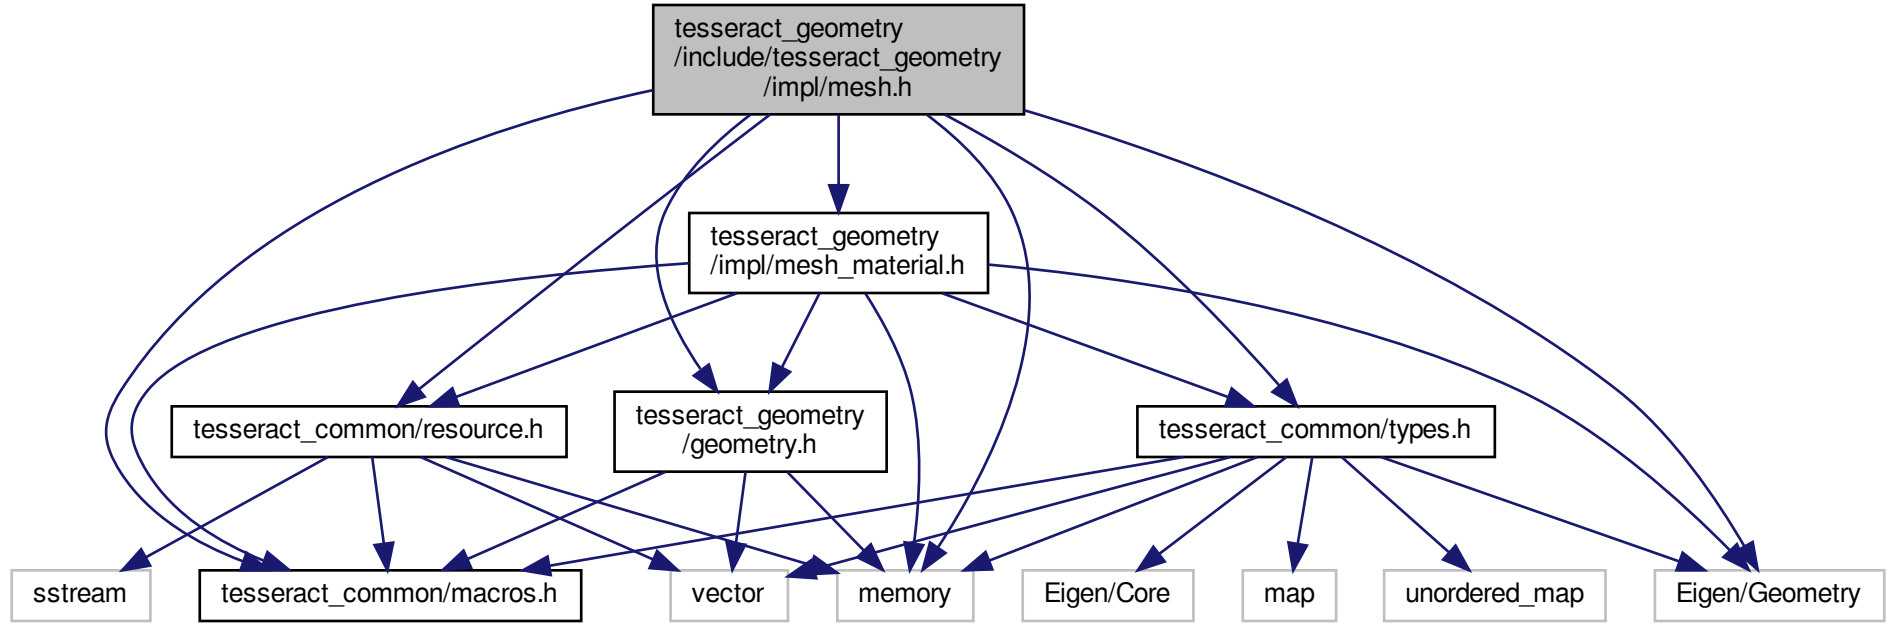 tesseract_geometry
/include/tesseract_geometry
/impl/mesh.h
tesseract_geometry
/impl/mesh_material.h
tesseract_common/resource.h
tesseract_geometry
/geometry.h
tesseract_common/types.h
sstream
tesseract_common/macros.h
vector
memory
Eigen/Core
map
unordered_map
Eigen/Geometry